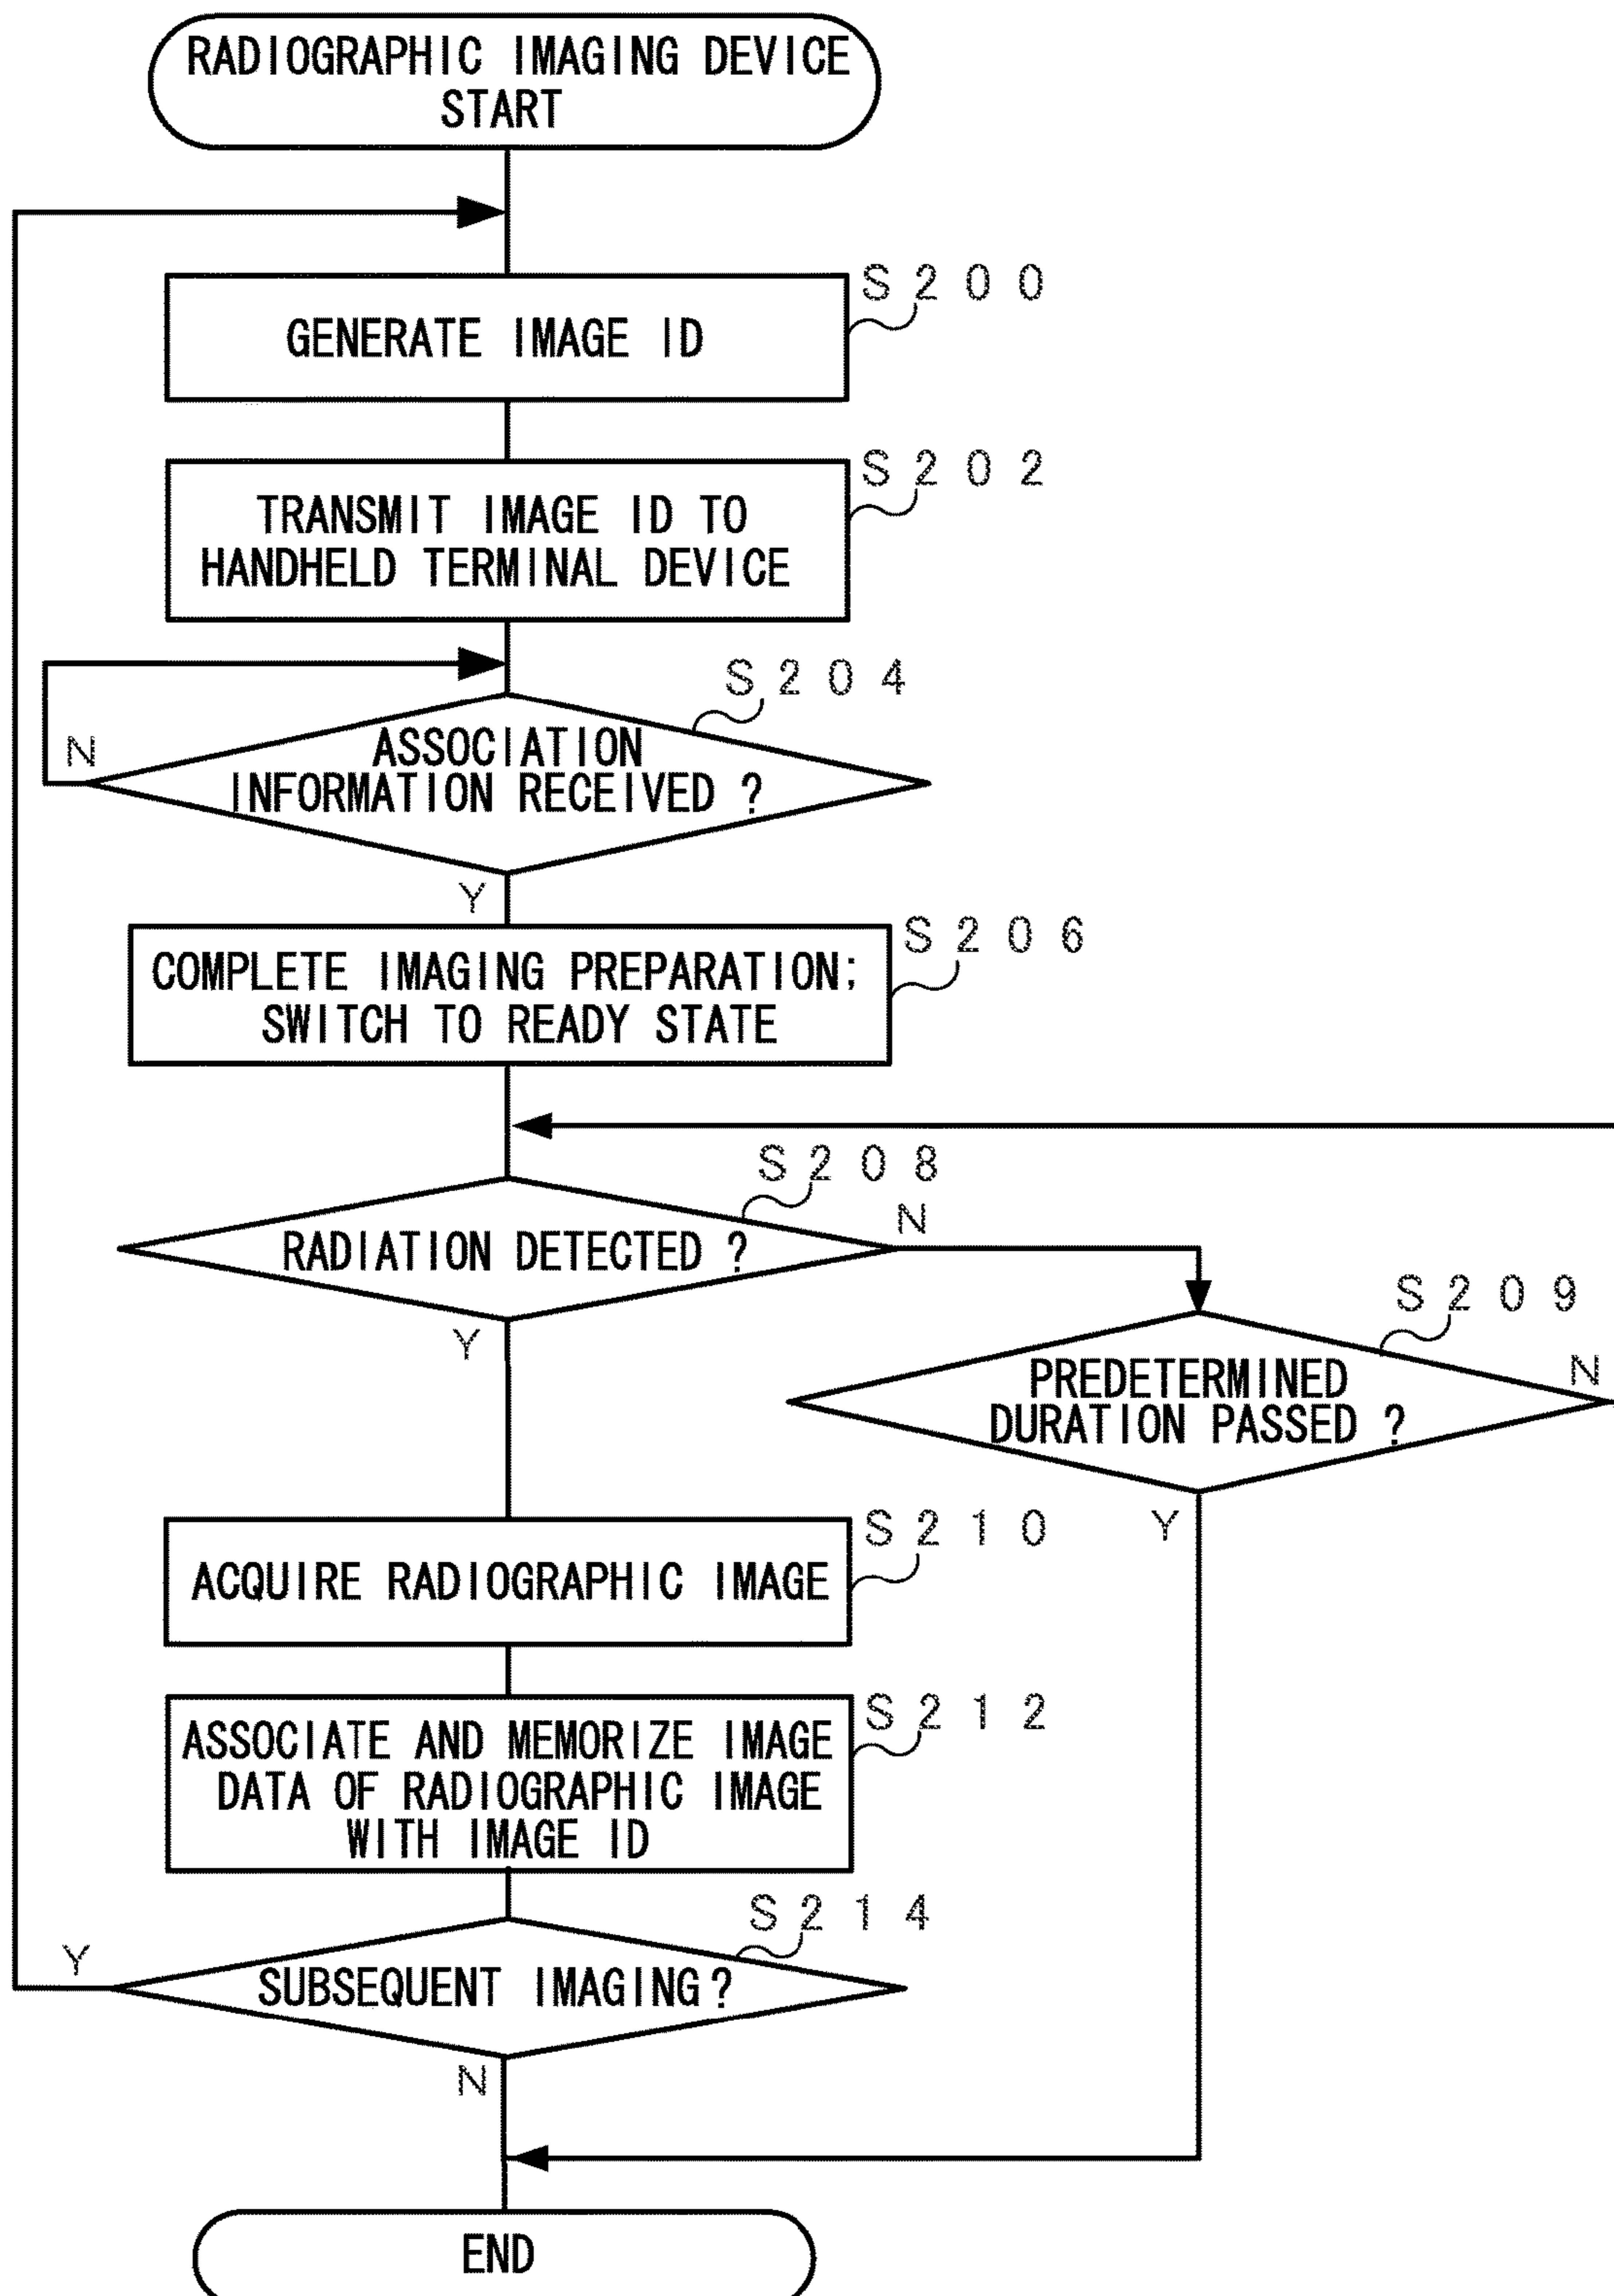 RADIOGRAPHIC IMAGING DEVICE
START
S200
GENERATE IMAGE ID
S202
TRANSMIT IMAGE ID TO
HANDHELD TERMINAL DEVICE
S204
N
ASSOCIATION
INFORMATION RECEIVED ?
Y
S206
COMPLETE IMAGING PREPARATION;
SWITCH TO READY STATE
S208
N
RADIATION DETECTED ?
Y
S209
N
PREDETERMINED
DURATION PASSED ?
Y
S210
ACQUIRE RADIOGRAPHIC IMAGE
S212
ASSOCIATE AND MEMORIZE IMAGE
DATA OF RADIOGRAPHIC IMAGE
WITH IMAGE ID
S214
Y
SUBSEQUENT IMAGING?
N
END